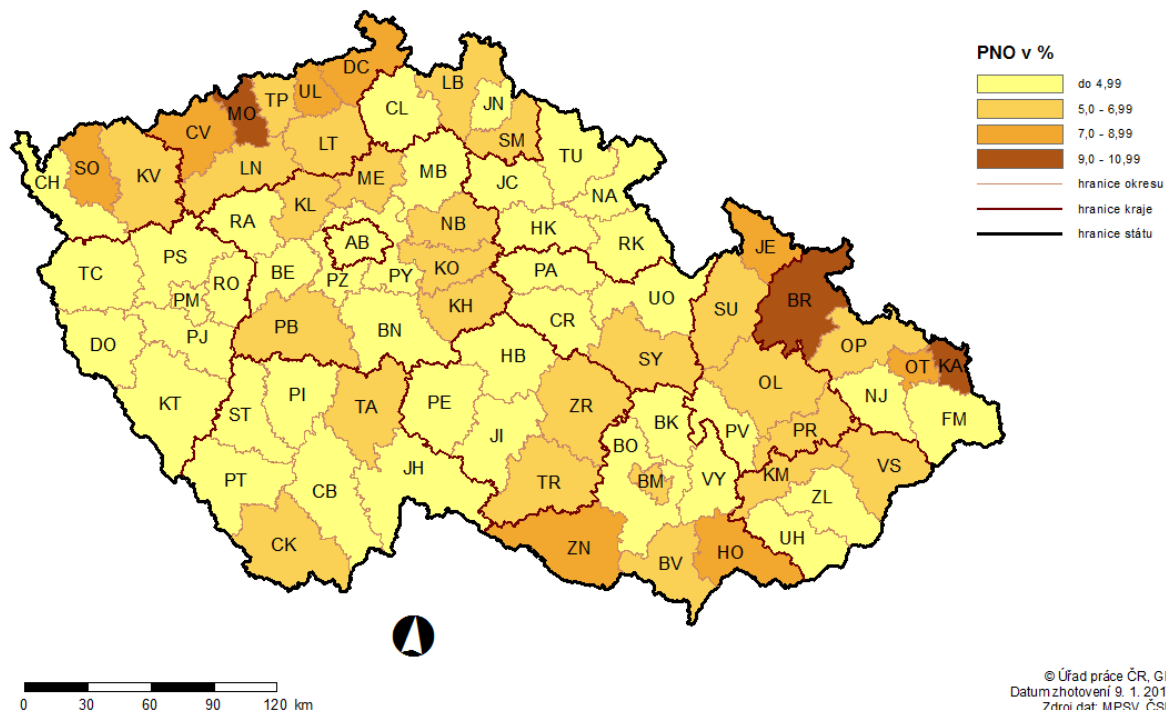 PNO v %
do 4,99
5,0 - 6,99
7,0 - 8,99
9,0 - 10,99
hranice okresu
hranice kraje
hranice státu
DC
LB
UL
TP
JN
CL
MO
SM
CV
LT
TU
SO
KV
LN
ME
MB
JC
CH
NA
KL
RA
NB
HK
AB
RK
JE
PS
KO
TC
BE
PY
PA
RO
PZ
UO
BR
PM
KH
SU
CR
PB
BN
PJ
DO
OP
SY
HB
OT
KA
OL
PI
NJ
KT
ST
TA
PE
ZR
FM
BK
PV
PR
JI
BO
VS
JH
KM
PT
TR
BM
VY
CB
ZL
UH
CK
ZN
HO
BV
0 30 60 90 120 km
© Úřad práce ČR, GI
Datum zhotovení 9. 1. 201
Zdroj dat: MPSV,